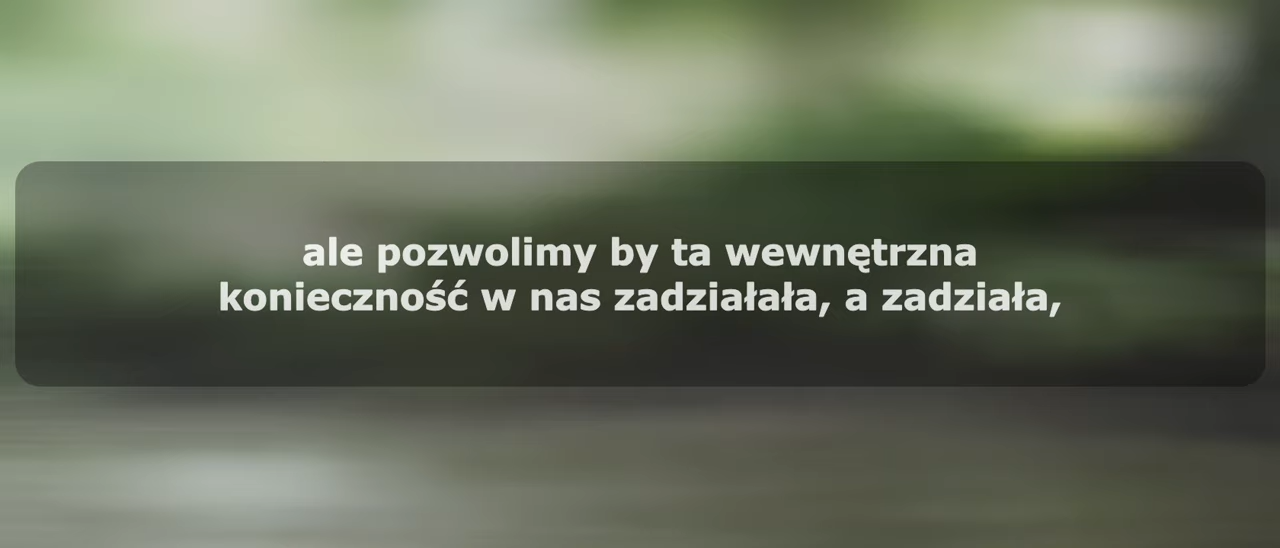 ale pozwolimy by ta wewnętrzna
konieczność w nas zadziałała, a zadziała,